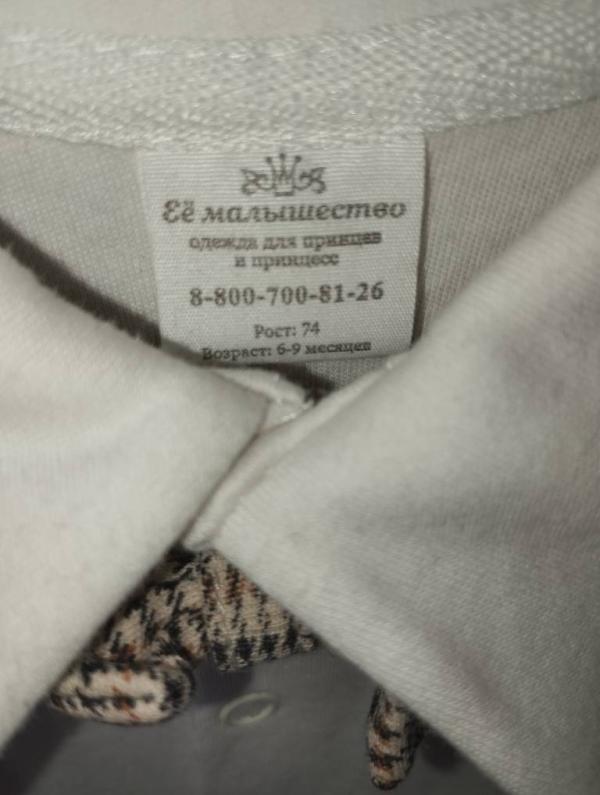 Её малышество
одежда для принцев
и принцесс
8-800-700-81-26
Рост: 74
Возраст: 6-9 месяцев